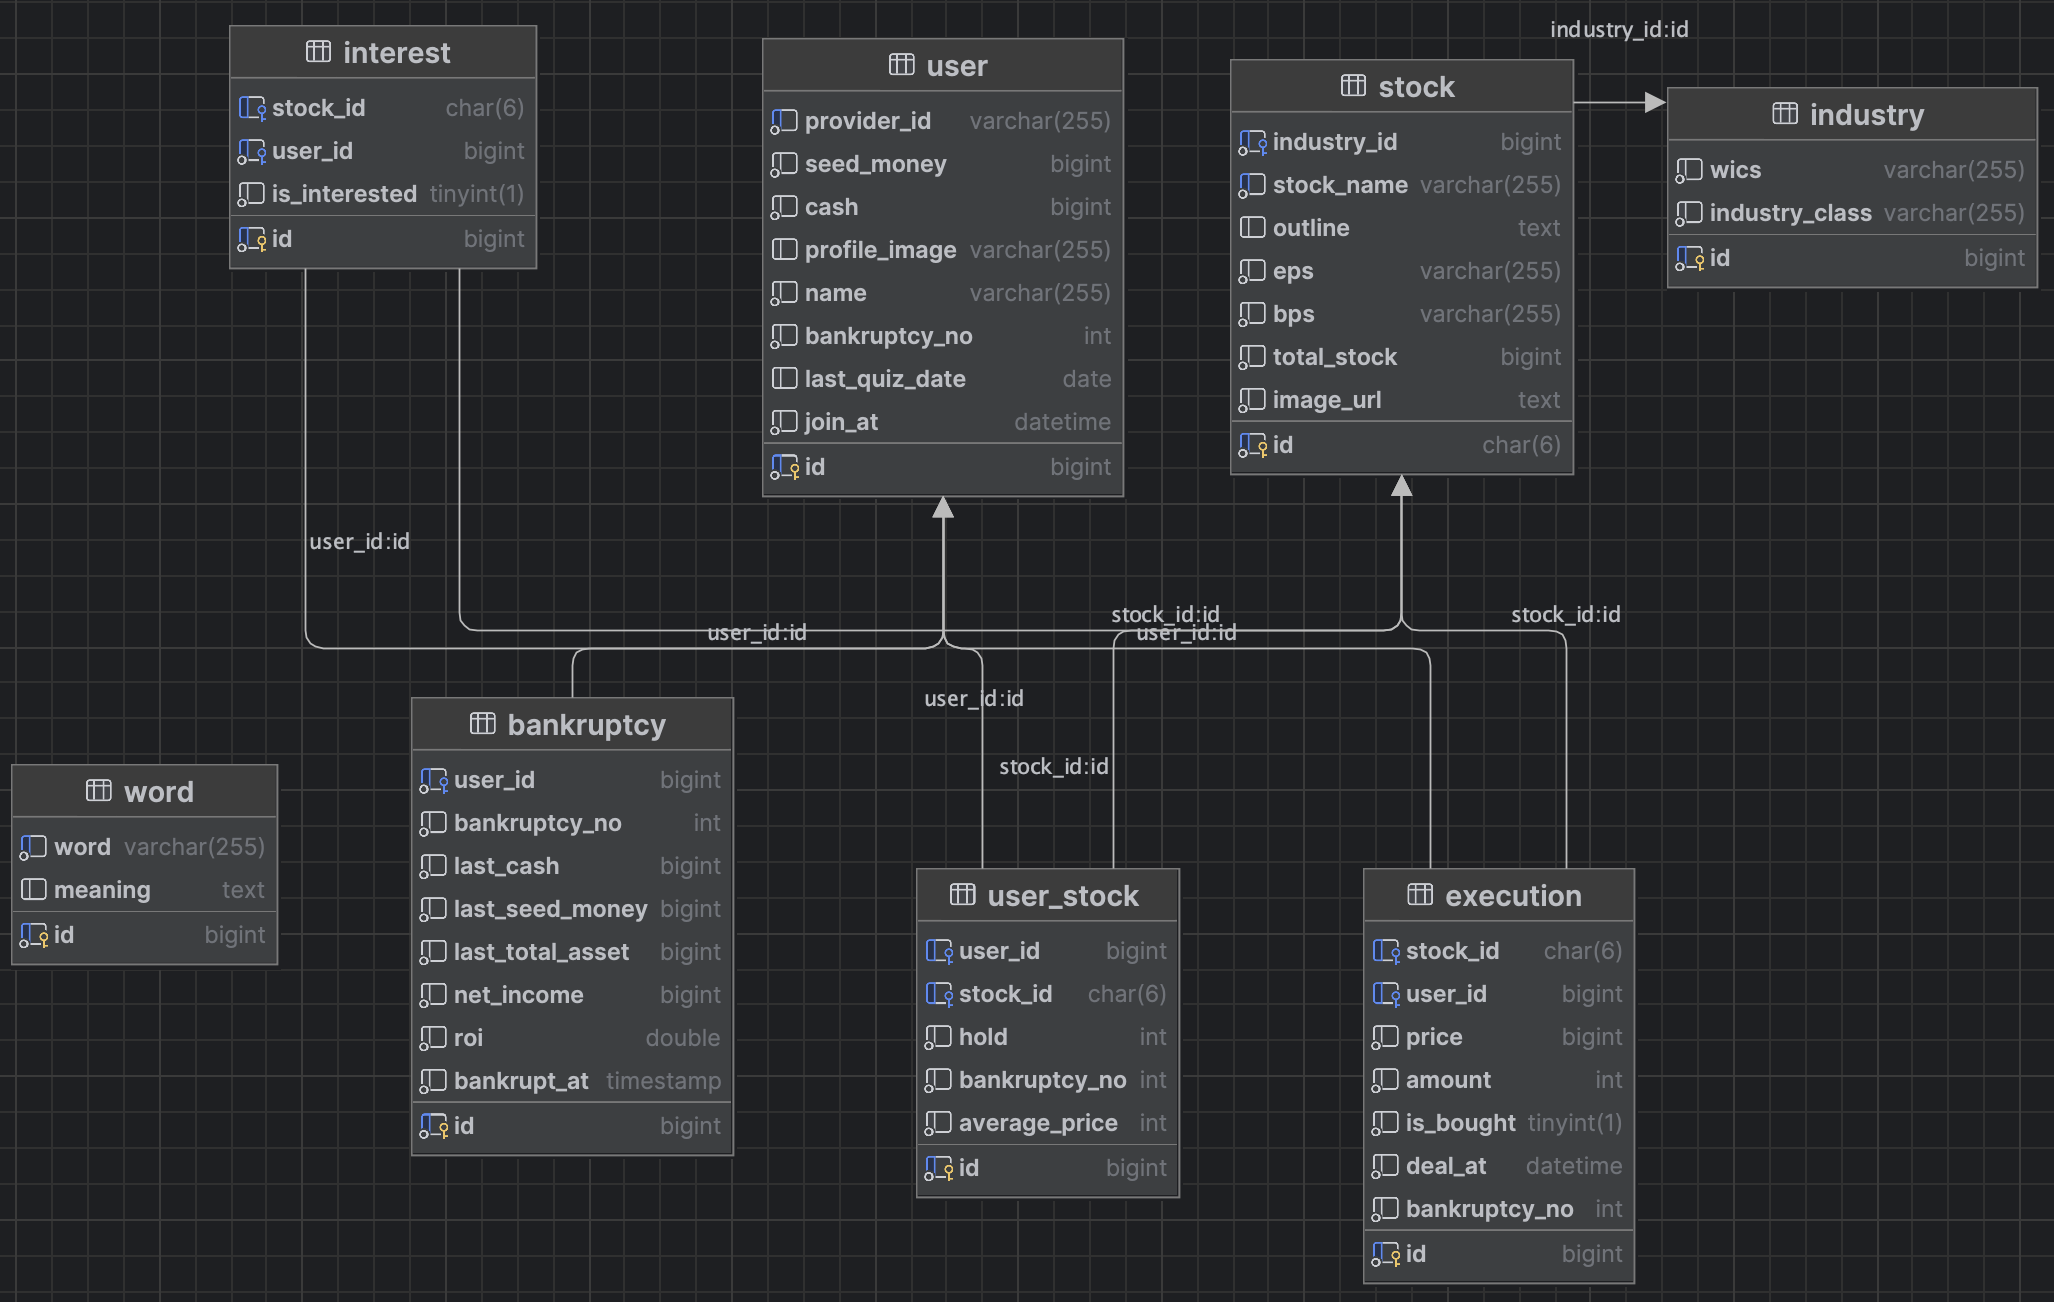 interest
stock_id char(6)
user_id bigint
is_interested tinyint(1)
id bigint
user
provider_id varchar(255)
seed_money bigint
cash bigint
profile_image varchar(255)
name varchar(255)
bankruptcy_no int
last_quiz_date date
join_at datetime
id bigint
stock
industry_id bigint
stock_name varchar(255)
outline text
eps varchar(255)
bps varchar(255)
total_stock bigint
image_url text
id char(6)
industry_id:id
industry
wics varchar(255)
industry_class varchar(255)
id bigint
user_id:id
user_id:id
stock_id:id
user_id:id
stock_id:id
user_id:id
stock_id:id
word
word varchar(255)
meaning text
id bigint
bankruptcy
user_id bigint
bankruptcy_no int
last_cash bigint
last_seed_money bigint
last_total_asset bigint
net_income bigint
roi double
bankrupt_at timestamp
id bigint
user_stock
user_id bigint
stock_id char(6)
hold int
bankruptcy_no int
average_price int
id bigint
execution
stock_id char(6)
user_id bigint
price bigint
amount int
is_bought tinyint(1)
deal_at datetime
bankruptcy_no int
id bigint